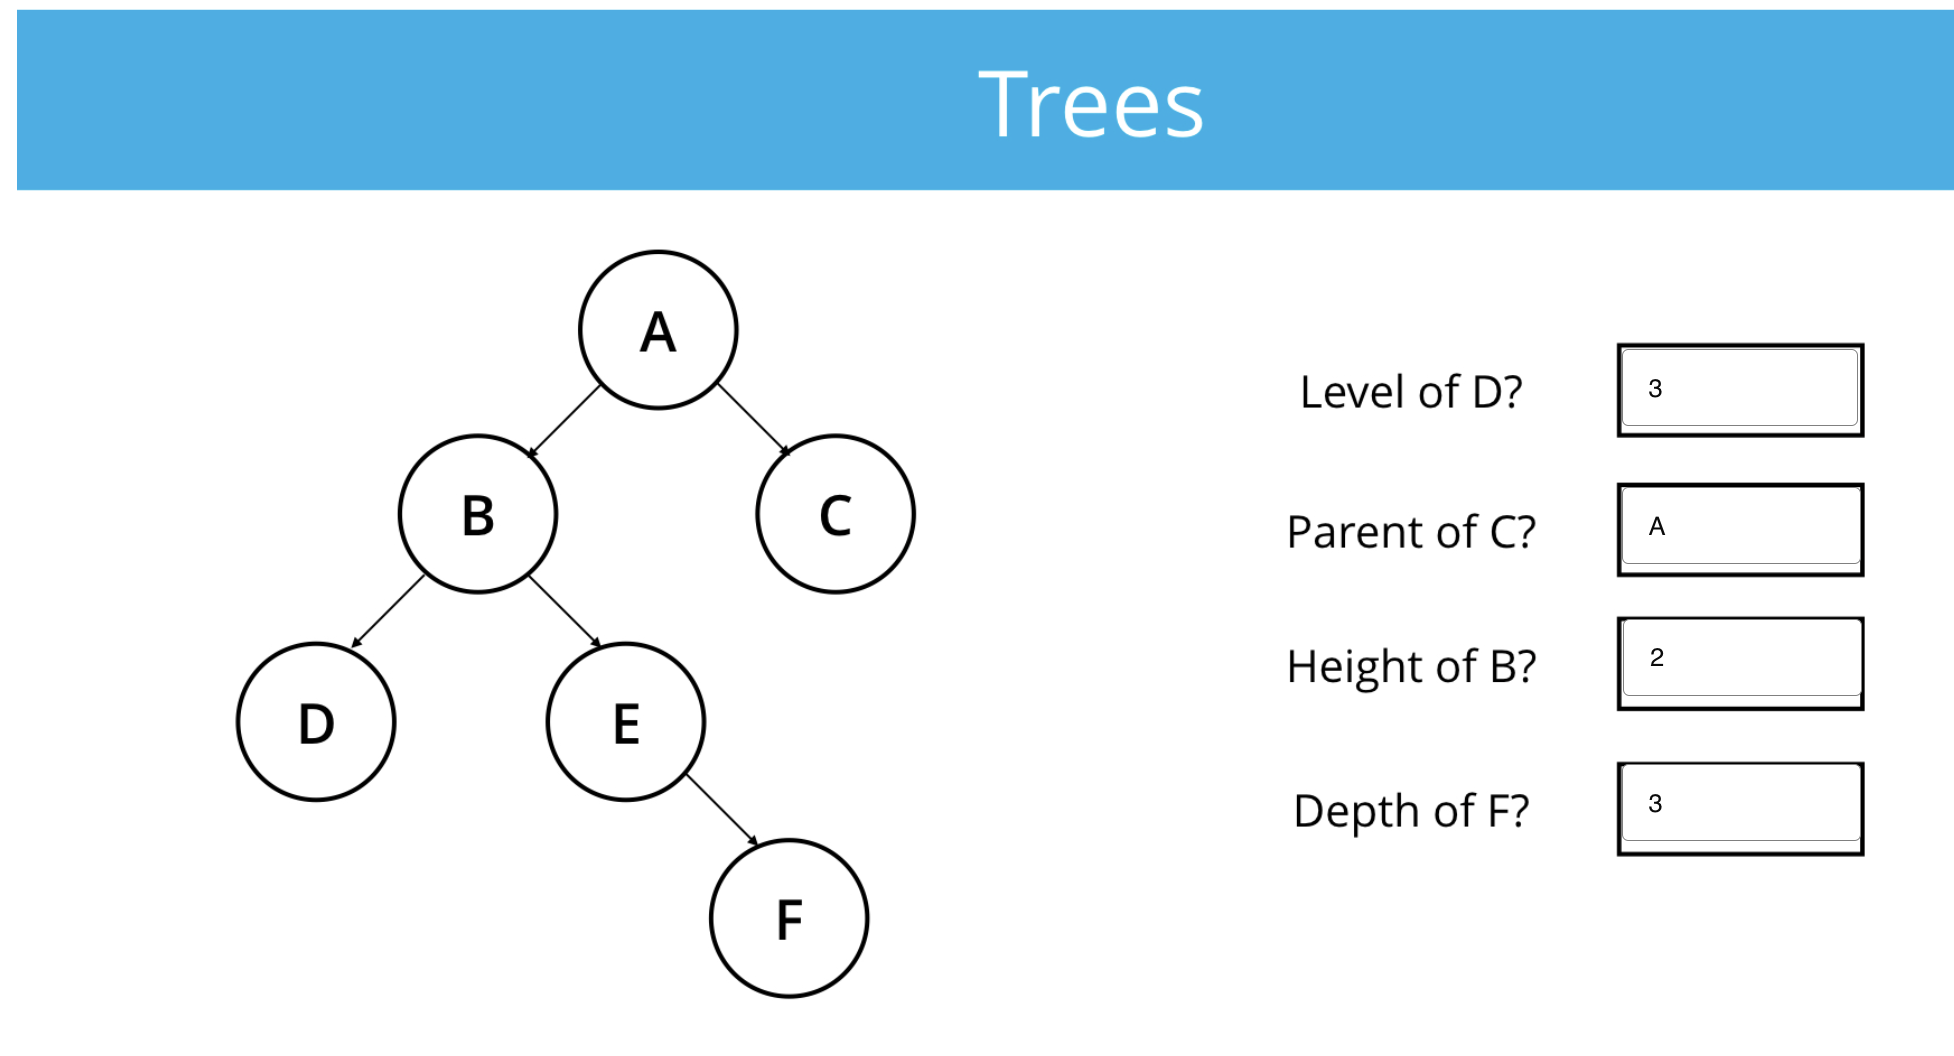 Trees
A
B
C
D
E
F
Level of D?
3
Parent of C?
A
Height of B?
2
Depth of F?
3